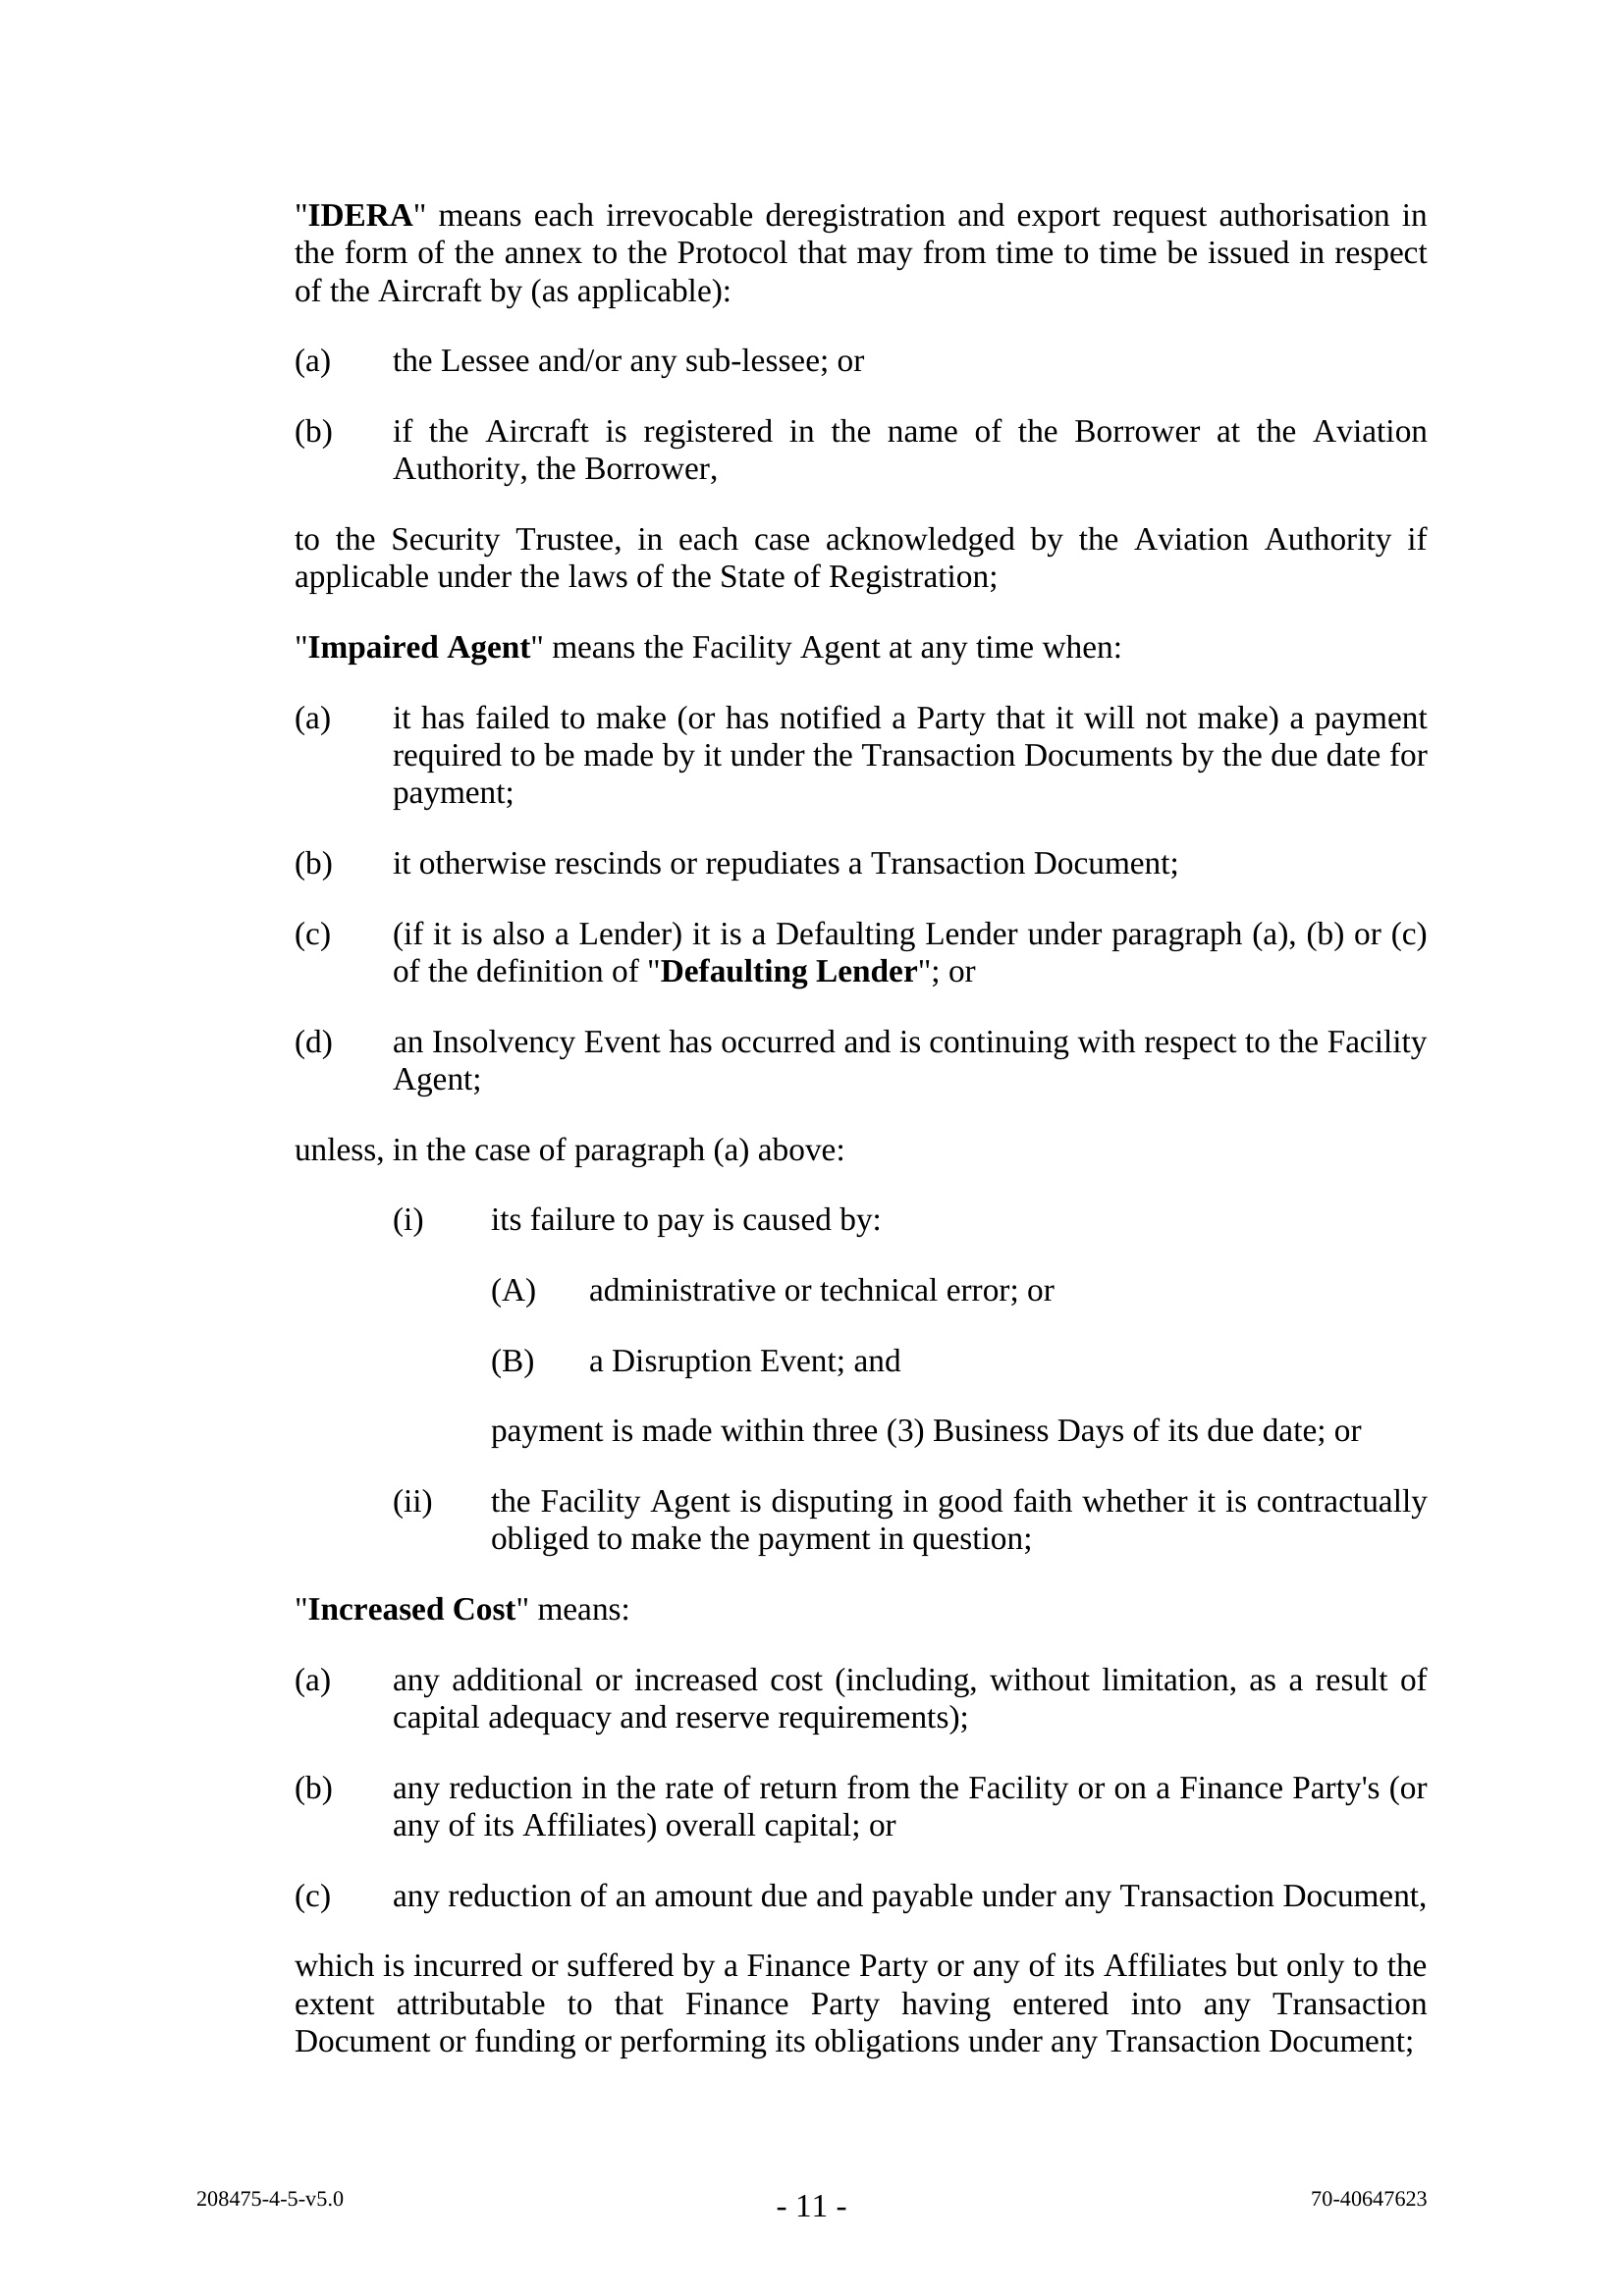 "IDERA" means each irrevocable deregistration and export request authorisation in
the form of the annex to the Protocol that may from time to time be issued in respect
of the Aircraft by (as applicable):
(a) the Lessee and/or any sub-lessee; or
(b) if the Aircraft is registered in the name of the Borrower at the Aviation
Authority, the Borrower,
to the Security Trustee, in each case acknowledged by the Aviation Authority if
applicable under the laws of the State of Registration;
"Impaired Agent" means the Facility Agent at any time when:
(a) it has failed to make (or has notified a Party that it will not make) a payment
required to be made by it under the Transaction Documents by the due date for
payment;
(b) it otherwise rescinds or repudiates a Transaction Document;
(c) (if it is also a Lender) it is a Defaulting Lender under paragraph (a), (b) or (c)
of the definition of "Defaulting Lender"; or
(d) an Insolvency Event has occurred and is continuing with respect to the Facility
Agent;
unless, in the case of paragraph (a) above:
(i) its failure to pay is caused by:
(A) administrative or technical error; or
(B) a Disruption Event; and
payment is made within three (3) Business Days of its due date; or
(ii) the Facility Agent is disputing in good faith whether it is contractually
obliged to make the payment in question;
"Increased Cost" means:
(a) any additional or increased cost (including, without limitation, as a result of
capital adequacy and reserve requirements);
(b) any reduction in the rate of return from the Facility or on a Finance Party's (or
any of its Affiliates) overall capital; or
(c) any reduction of an amount due and payable under any Transaction Document,
which is incurred or suffered by a Finance Party or any of its Affiliates but only to the
extent attributable to that Finance Party having entered into any Transaction
Document or funding or performing its obligations under any Transaction Document;
208475-4-5-v5.0 - 11 - 70-40647623